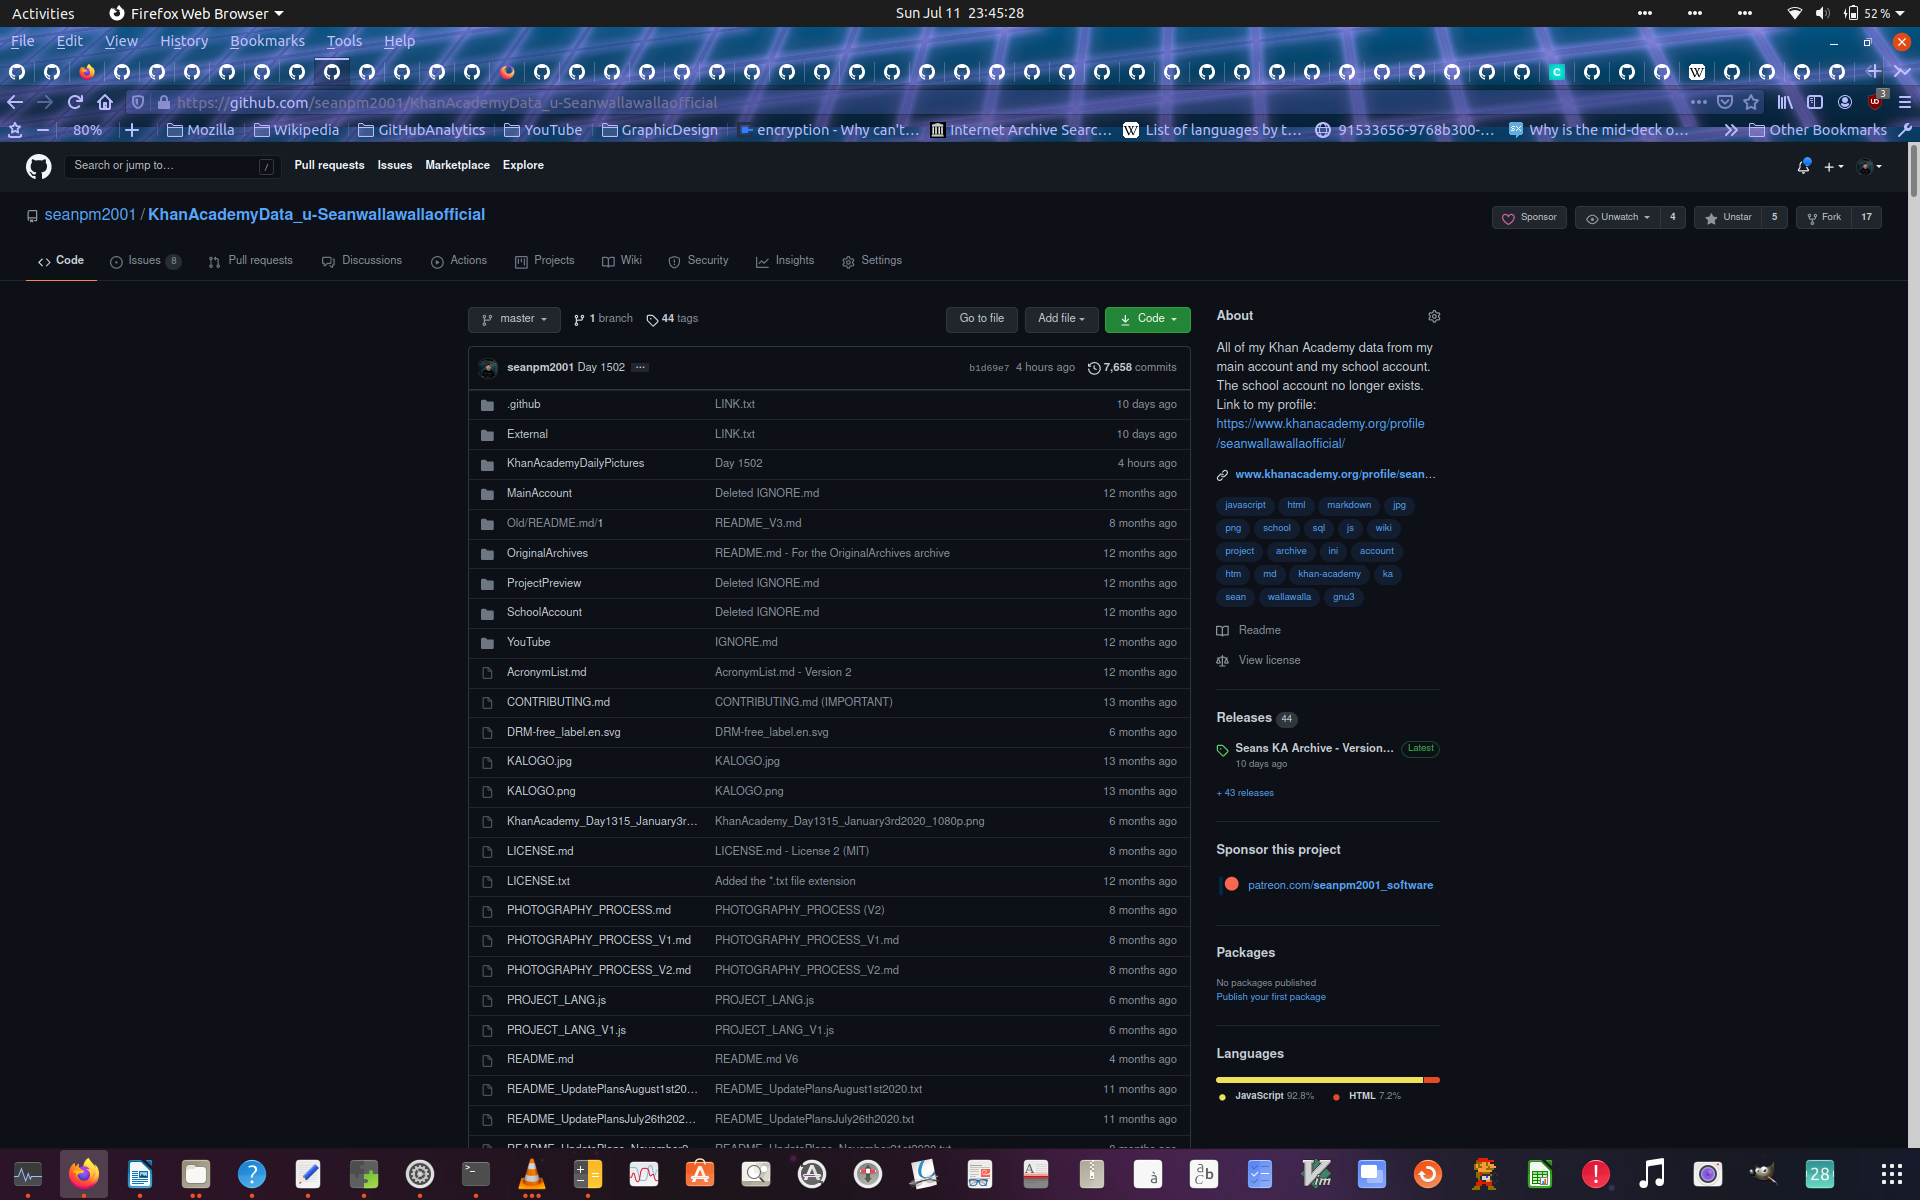 Activities
Firefox Web Browser
Sun Jul 11  23:45:28
52 %
File Edit View History Bookmarks Tools Help
https://github.com/seanpm2001/KhanAcademyData_u-Seanwallawallaofficial
3
80%
Mozilla
Wikipedia
GitHubAnalytics
YouTube
GraphicDesign
encryption - Why can't…
Internet Archive Searc…
List of languages by t…
91533656-9768b300-…
Why is the mid-deck o…
Other Bookmarks
Search or jump to…
/
Pull requests Issues Marketplace Explore
seanpm2001 / KhanAcademyData_u-Seanwallawallaofficial
Sponsor
Unwatch 4
Unstar 5
Fork 17
Code
Issues 8
Pull requests
Discussions
Actions
Projects
Wiki
Security
Insights
Settings
master
1 branch
44 tags
Go to file
Add file
Code
seanpm2001 Day 1502 ...
b1d69e7 4 hours ago
7,658 commits
.github LINK.txt 10 days ago
External LINK.txt 10 days ago
KhanAcademyDailyPictures Day 1502 4 hours ago
MainAccount Deleted IGNORE.md 12 months ago
Old/README.md/1 README_V3.md 8 months ago
OriginalArchives README.md - For the OriginalArchives archive 12 months ago
ProjectPreview Deleted IGNORE.md 12 months ago
SchoolAccount Deleted IGNORE.md 12 months ago
YouTube IGNORE.md 12 months ago
AcronymList.md AcronymList.md - Version 2 12 months ago
CONTRIBUTING.md CONTRIBUTING.md (IMPORTANT) 13 months ago
DRM-free_label.en.svg DRM-free_label.en.svg 6 months ago
KALOGO.jpg KALOGO.jpg 13 months ago
KALOGO.png KALOGO.png 13 months ago
KhanAcademy_Day1315_January3r… KhanAcademy_Day1315_January3rd2020_1080p.png 6 months ago
LICENSE.md LICENSE.md - License 2 (MIT) 8 months ago
LICENSE.txt Added the *.txt file extension 12 months ago
PHOTOGRAPHY_PROCESS.md PHOTOGRAPHY_PROCESS (V2) 8 months ago
PHOTOGRAPHY_PROCESS_V1.md PHOTOGRAPHY_PROCESS_V1.md 8 months ago
PHOTOGRAPHY_PROCESS_V2.md PHOTOGRAPHY_PROCESS_V2.md 8 months ago
PROJECT_LANG.js PROJECT_LANG.js 6 months ago
PROJECT_LANG_V1.js PROJECT_LANG_V1.js 6 months ago
README.md README.md V6 4 months ago
README_UpdatePlansAugust1st20… README_UpdatePlansAugust1st2020.txt 11 months ago
README_UpdatePlansJuly26th202… README_UpdatePlansJuly26th2020.txt 11 months ago
About
All of my Khan Academy data from my
main account and my school account.
The school account no longer exists.
Link to my profile:
https://www.khanacademy.org/profile
/seanwallawallaofficial/
www.khanacademy.org/profile/sean…
javascript html markdown jpg
png school sql js wiki
project archive ini account
htm md khan-academy ka
sean wallawalla gnu3
Readme
View license
Releases 44
Seans KA Archive - Version… Latest
10 days ago
+ 43 releases
Sponsor this project
patreon.com/seanpm2001_software
Packages
No packages published
Publish your first package
Languages
JavaScript 92.8% HTML 7.2%
28